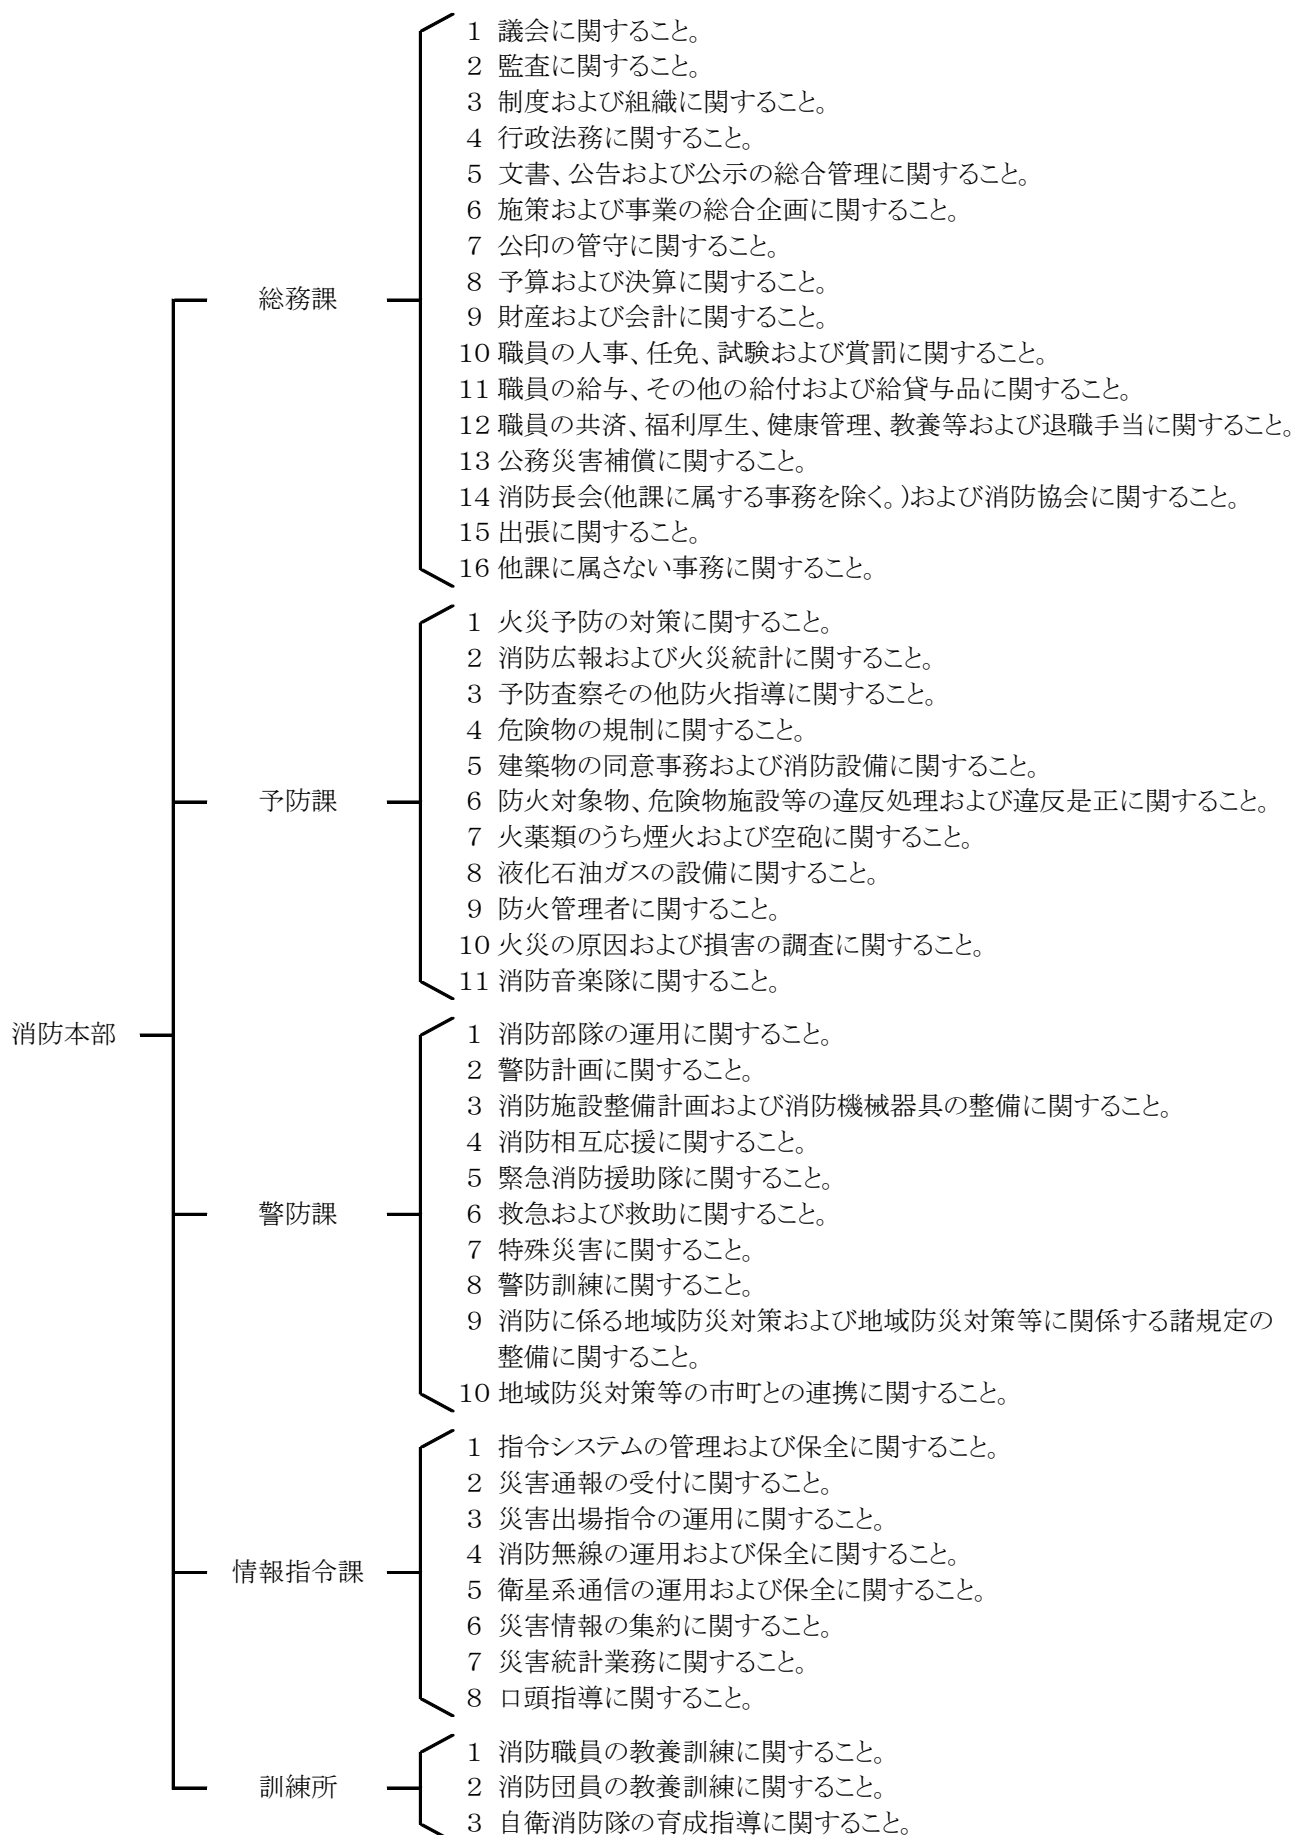 消防本部
総務課
1 議会に関すること。
2 監査に関すること。
3 制度および組織に関すること。
4 行政法務に関すること。
5 文書、公告および公示の総合管理に関すること。
6 施策および事業の総合企画に関すること。
7 公印の管守に関すること。
8 予算および決算に関すること。
9 財産および会計に関すること。
10 職員の人事、任免、試験および賞罰に関すること。
11 職員の給与、その他の給付および給貸与品に関すること。
12 職員の共済、福利厚生、健康管理、教養等および退職手当に関すること。
13 公務災害補償に関すること。
14 消防長会(他課に属する事務を除く。)および消防協会に関すること。
15 出張に関すること。
16 他課に属さない事務に関すること。
予防課
1 火災予防の対策に関すること。
2 消防広報および火災統計に関すること。
3 予防査察その他防火指導に関すること。
4 危険物の規制に関すること。
5 建築物の同意事務および消防設備に関すること。
6 防火対象物、危険物施設等の違反処理および違反是正に関すること。
7 火薬類のうち煙火および空砲に関すること。
8 液化石油ガスの設備に関すること。
9 防火管理者に関すること。
10 火災の原因および損害の調査に関すること。
11 消防音楽隊に関すること。
警防課
1 消防部隊の運用に関すること。
2 警防計画に関すること。
3 消防施設整備計画および消防機械器具の整備に関すること。
4 消防相互応援に関すること。
5 緊急消防援助隊に関すること。
6 救急および救助に関すること。
7 特殊災害に関すること。
8 警防訓練に関すること。
9 消防に係る地域防災対策および地域防災対策等に関係する諸規定の
整備に関すること。
10 地域防災対策等の市町との連携に関すること。
情報指令課
1 指令システムの管理および保全に関すること。
2 災害通報の受付に関すること。
3 災害出場指令の運用に関すること。
4 消防無線の運用および保全に関すること。
5 衛星系通信の運用および保全に関すること。
6 災害情報の集約に関すること。
7 災害統計業務に関すること。
8 口頭指導に関すること。
訓練所
1 消防職員の教養訓練に関すること。
2 消防団員の教養訓練に関すること。
3 自衛消防隊の育成指導に関すること。